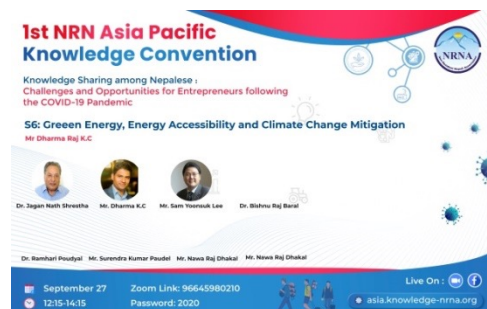 1st NRN Asia Pacific
Knowledge Convention
NRNA
Knowledge Sharing among Nepalese :
Challenges and Opportunities for Entrepreneurs following
the COVID-19 Pandemic
S6: Greeen Energy, Energy Accessibility and Climate Change Mitigation
Mr Dharma Raj K.C
Dr. Jagan Nath Shrestha Mr. Dharma K.C Mr. Sam Yoonsuk Lee Dr. Bishnu Raj Baral
Dr. Ramhari Poudyal Mr. Surendra Kumar Paudel Mr. Nawa Raj Dhakal Mr. Nawa Raj Dhakal
September 27 Zoom Link: 96645980210
12:15-14:15 Password: 2020
Live On :
asia.knowledge-nrna.org